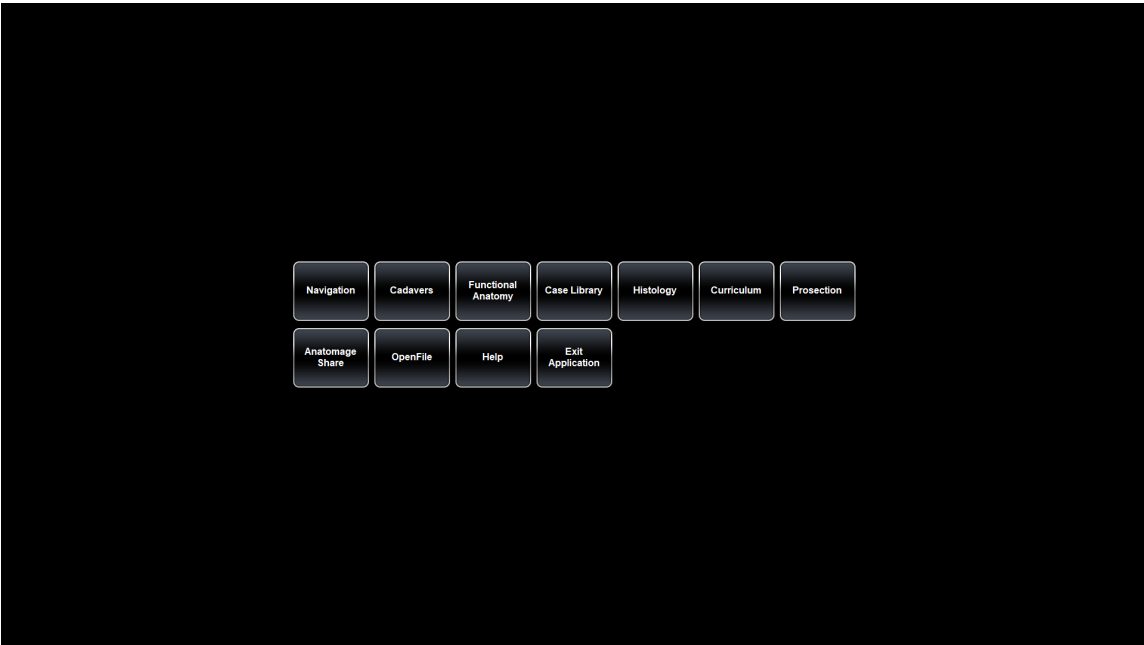 Navigation
Cadavers
Functional
Anatomy
Case Library
Histology
Curriculum
Prosection
Anatomage
Share
OpenFile
Help
Exit
Application